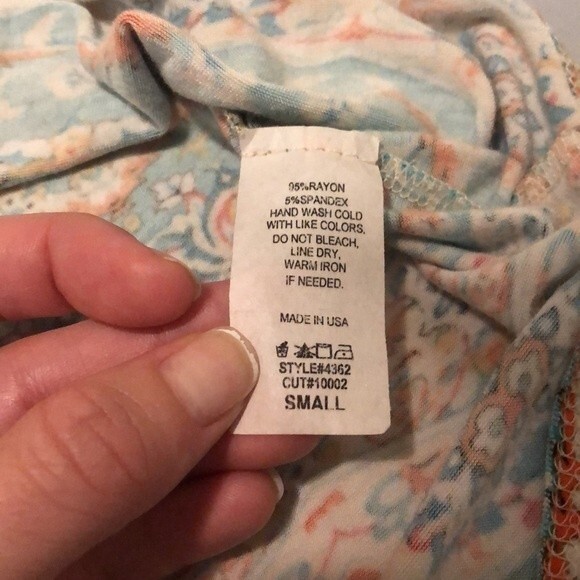 95%RAYON
5%SPANDEX
HAND WASH COLD
WITH LIKE COLORS.
DO NOT BLEACH,
LINE DRY,
WARM IRON
IF NEEDED.
MADE IN USA
STYLE#4362
CUT#10002
SMALL